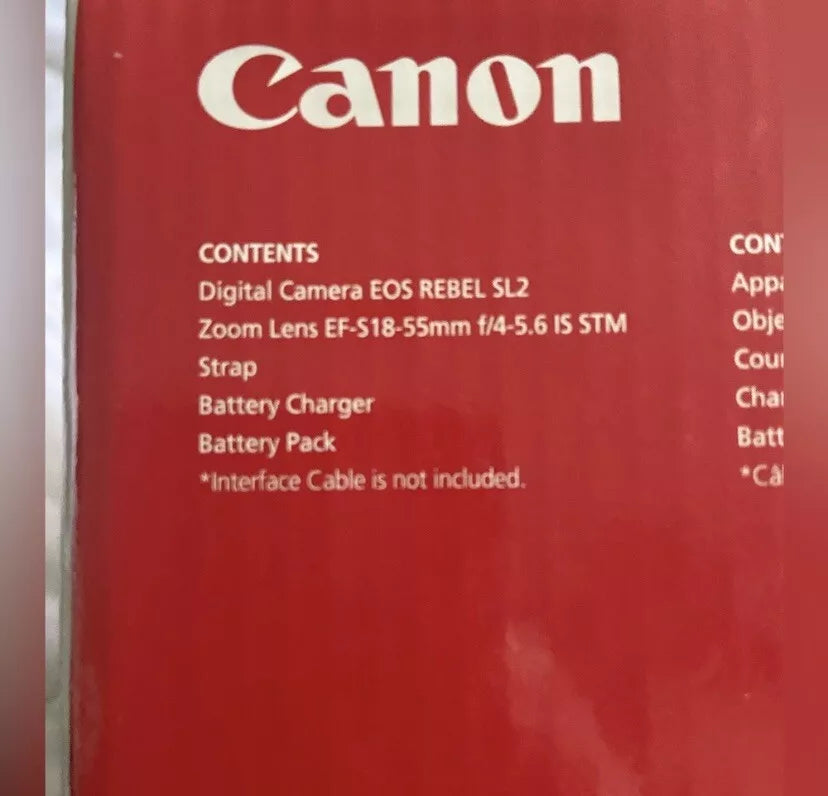 Canon
CONTENTS
Digital Camera EOS REBEL SL2
Zoom Lens EF-S18-55mm f/4-5.6 IS STM
Strap
Battery Charger
Battery Pack
*Interface Cable is not included.